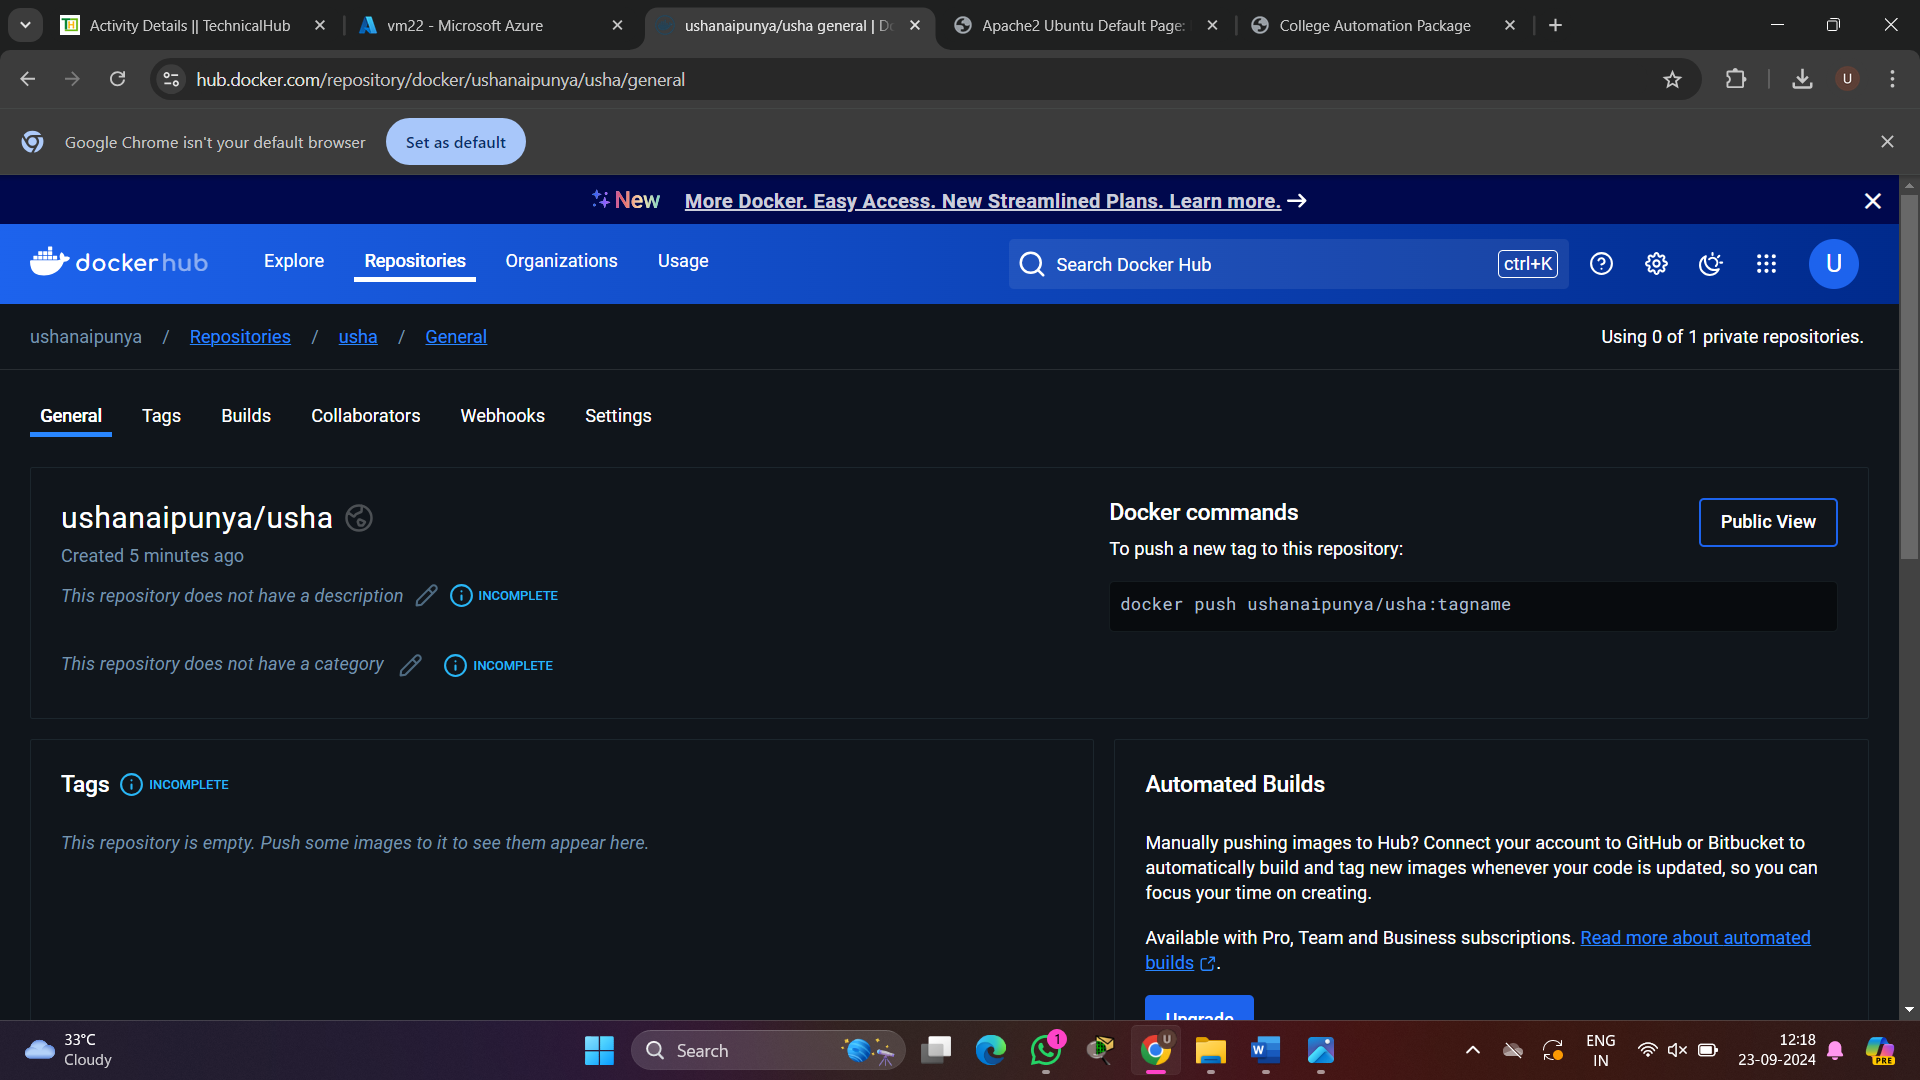 Activity Details || TechnicalHub
vm22 - Microsoft Azure
ushanaipunya/usha general |
Apache2 Ubuntu Default Page:
College Automation Package
hub.docker.com/repository/docker/ushanaipunya/usha/general
U
Google Chrome isn't your default browser
Set as default
New More Docker. Easy Access. New Streamlined Plans. Learn more. →
docker hub
Explore
Repositories
Organizations
Usage
Search Docker Hub
ctrl+K
U
ushanaipunya / Repositories / usha / General
Using 0 of 1 private repositories.
General
Tags
Builds
Collaborators
Webhooks
Settings
ushanaipunya/usha
Created 5 minutes ago
This repository does not have a description
INCOMPLETE
This repository does not have a category
INCOMPLETE
Docker commands
To push a new tag to this repository:
Public View
docker push ushanaipunya/usha:tagname
Tags
INCOMPLETE
This repository is empty. Push some images to it to see them appear here.
Automated Builds
Manually pushing images to Hub? Connect your account to GitHub or Bitbucket to
automatically build and tag new images whenever your code is updated, so you can
focus your time on creating.
Available with Pro, Team and Business subscriptions. Read more about automated
builds .
Upgrade
33°C
Cloudy
Search
1
U
W
ENG
IN
12:18
23-09-2024
PRE